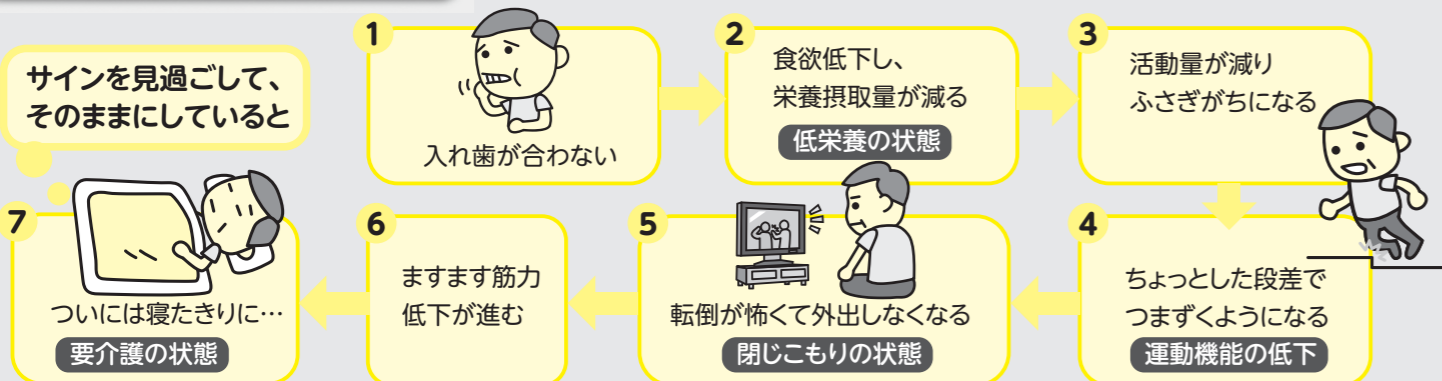 サインを見過ごして、
そのままにしていると
1
入れ歯が合わない
2
食欲低下し、
栄養摂取量が減る
低栄養の状態
3
活動量が減り
ふさぎがちになる
4
ちょっとした段差で
つまずくようになる
運動機能の低下
5
転倒が怖くて外出しなくなる
閉じこもりの状態
6
ますます筋力
低下が進む
7
ついには寝たきりに…
要介護の状態